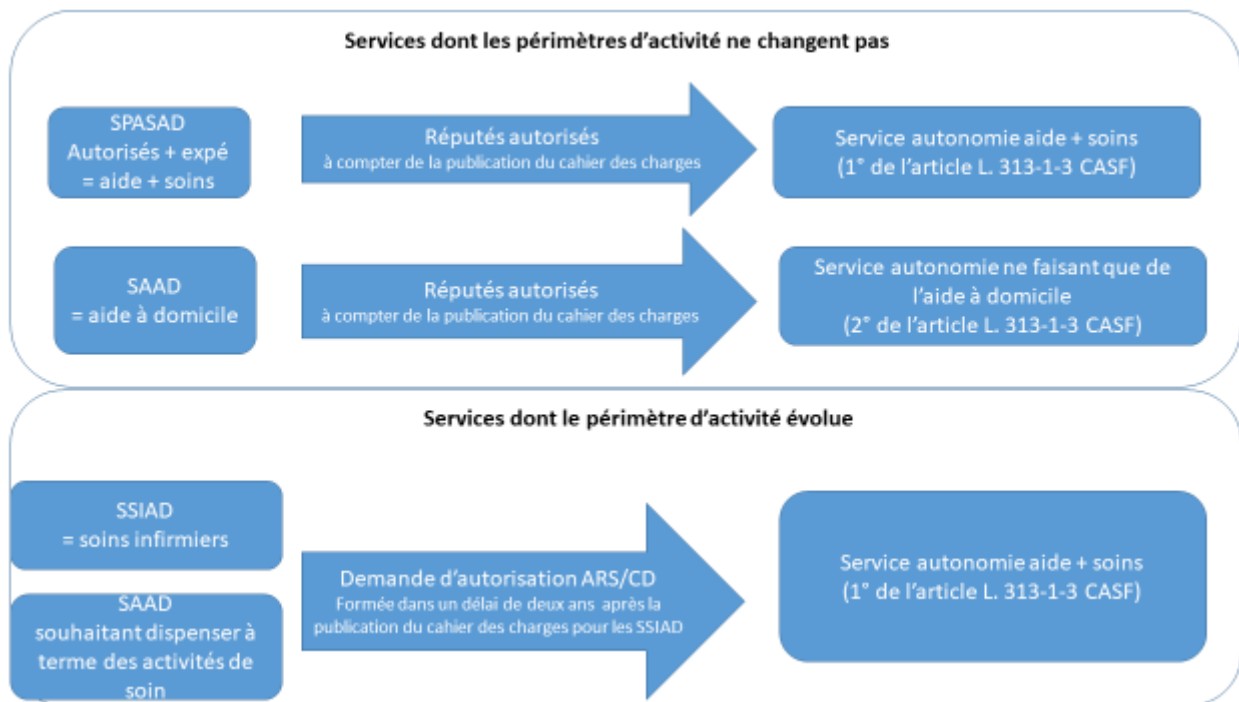 Services dont les périmètres d'activité ne changent pas
SPASAD
Autorisés + expé
= aide + soins
Réputés autorisés
à compter de la publication du cahier des charges
Service autonomie aide + soins
(1° de l'article L. 313-1-3 CASF)
SAAD
= aide à domicile
Réputés autorisés
à compter de la publication du cahier des charges
Service autonomie ne faisant que de
l'aide à domicile
(2° de l'article L. 313-1-3 CASF)
Services dont le périmètre d'activité évolue
SSIAD
= soins infirmiers
SAAD
souhaitant dispenser à
terme des activités de
soin
Demande d'autorisation ARS/CD
Formée dans un délai de deux ans après la
publication du cahier des charges pour les SSIAD
Service autonomie aide + soins
(1° de l'article L. 313-1-3 CASF)